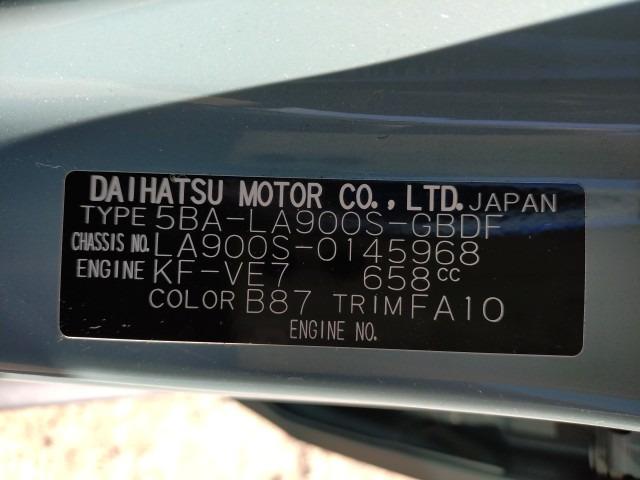 DAIHATSU MOTOR CO., LTD. JAPAN
TYPE 5BA-LA900S-GBDF
CHASSIS NO. LA900S-0145968
ENGINE KF-VE7 658CC
COLOR B87 TRIM FA10
ENGINE NO.